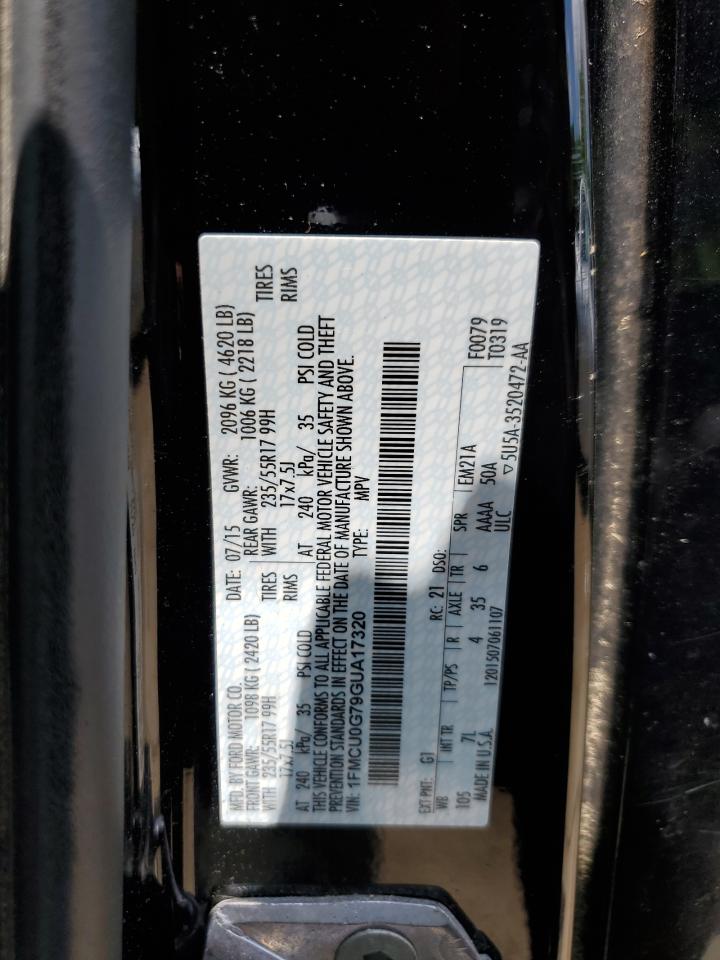 MFD. BY FORD MOTOR CO.
DATE: 07/15 GVWR: 2096 KG ( 4620 LB)
FRONT GAWR: 1098 KG ( 2420 LB) REAR GAWR: 1006 KG ( 2218 LB)
WITH 235/55R17 99H TIRES WITH 235/55R17 99H TIRES
17x7.5J RIMS 17x7.5J RIMS
AT 240 kPa/ 35 PSI COLD AT 240 kPa/ 35 PSI COLD
THIS VEHICLE CONFORMS TO ALL APPLICABLE FEDERAL MOTOR VEHICLE SAFETY AND THEFT
PREVENTION STANDARDS IN EFFECT ON THE DATE OF MANUFACTURE SHOWN ABOVE.
VIN: 1FMCU0G79GUA17320 TYPE: MPV
EXT PNT: G1 RC: 21 DSO: F0079
WB INT TR TP/PS R AXLE TR SPR EM21A T0319
105 7L 4 35 6 AAAA 50A
MADE IN U.S.A. 1201507061107 ULC ▽5U5A-3520472-AA